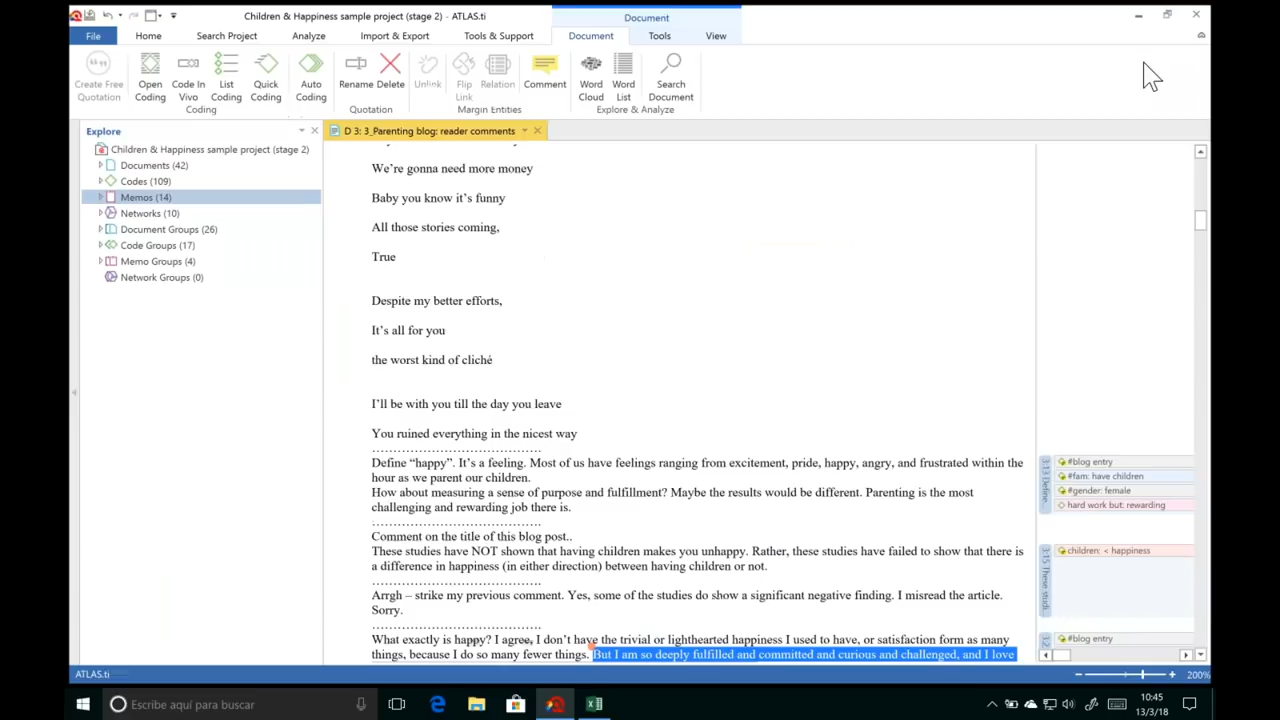 Children & Happiness sample project (stage 2) - ATLAS.ti
Document
File
Home
Search Project
Analyze
Import & Export
Tools & Support
Document
Tools
View
Create Free Quotation
Open Coding
Code In Vivo
List Coding
Quick Coding
Auto Coding
Rename
Delete
Unlink
Flip Link
Relation
Comment
Word Cloud
Word List
Search Document
Coding
Quotation
Margin Entities
Explore & Analyze
Explore
D 3: 3_Parenting blog: reader comments
Children & Happiness sample project (stage 2)
Documents (42)
Codes (109)
Memos (14)
Networks (10)
Document Groups (26)
Code Groups (17)
Memo Groups (4)
Network Groups (0)
We’re gonna need more money
Baby you know it’s funny
All those stories coming,
True
Despite my better efforts,
It’s all for you
the worst kind of cliché
I’ll be with you till the day you leave
You ruined everything in the nicest way
…………………………………….
Define “happy”. It’s a feeling. Most of us have feelings ranging from excitement, pride, happy, angry, and frustrated within the
hour as we parent our children.
How about measuring a sense of purpose and fulfillment? Maybe the results would be different. Parenting is the most
challenging and rewarding job there is.
…………………………………….
Comment on the title of this blog post..
These studies have NOT shown that having children makes you unhappy. Rather, these studies have failed to show that there is
a difference in happiness (in either direction) between having children or not.
…………………………………….
Arrgh – strike my previous comment. Yes, some of the studies do show a significant negative finding. I misread the article.
Sorry.
…………………………………….
What exactly is happy? I agree, I don’t have the trivial or lighthearted happiness I used to have, or satisfaction form as many
things, because I do so many fewer things. But I am so deeply fulfilled and committed and curious and challenged, and I love
3:13 Define...
#blog entry
#fam: have children
#gender: female
hard work but: rewarding
3:15 These studi..
children: < happiness
3:2
#blog entry
ATLAS.ti
200%
Escribe aquí para buscar
10:45
13/3/18